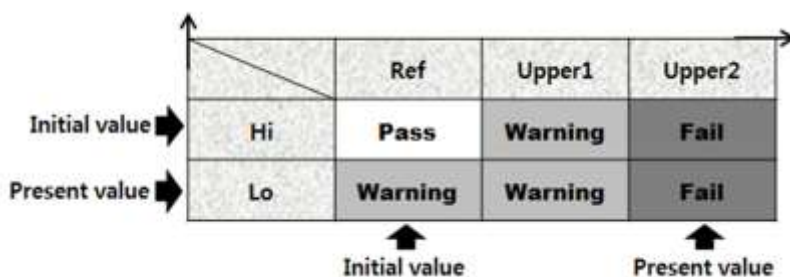 Ref Upper1 Upper2
Initial value Hi Pass Warning Fail
Present value Lo Warning Warning Fail
Initial value Present value